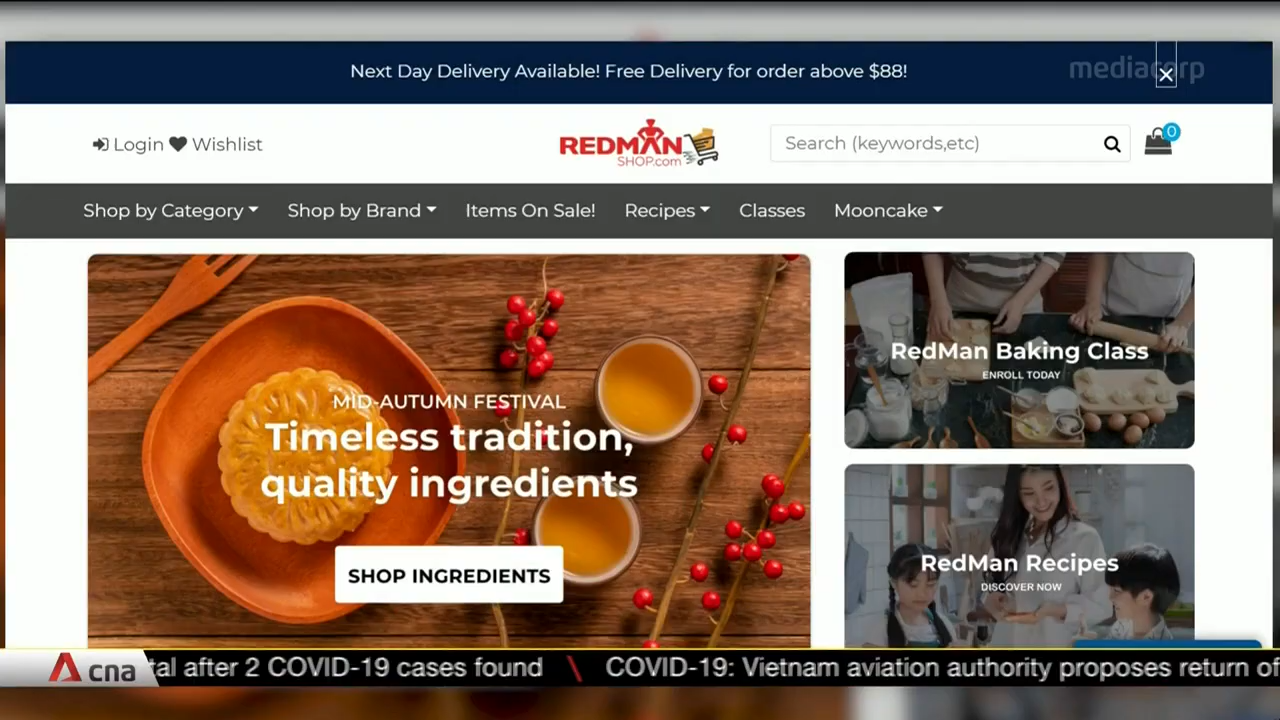 Next Day Delivery Available! Free Delivery for order above $88!
mediacorp
Login Wishlist
REDMAN
SHOP.com
Search (keywords,etc)
0
Shop by Category Shop by Brand Items On Sale! Recipes Classes Mooncake
MID-AUTUMN FESTIVAL
Timeless tradition,
quality ingredients
SHOP INGREDIENTS
RedMan Baking Class
ENROLL TODAY
RedMan Recipes
DISCOVER NOW
cna
tal after 2 COVID-19 cases found \ COVID-19: Vietnam aviation authority proposes return of